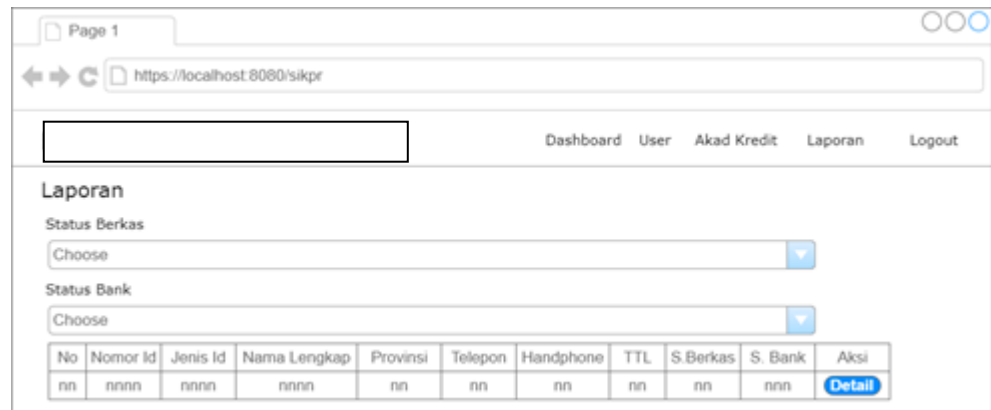 Page 1
https://localhost:8080/sikpr
Dashboard User Akad Kredit Laporan Logout
Laporan
Status Berkas
Choose
Status Bank
Choose
No Nomor Id Jenis Id Nama Lengkap Provinsi Telepon Handphone TTL S.Berkas S. Bank Aksi
nn nnnn nnnn nnnn nn nn nn nn nn nnn Detail